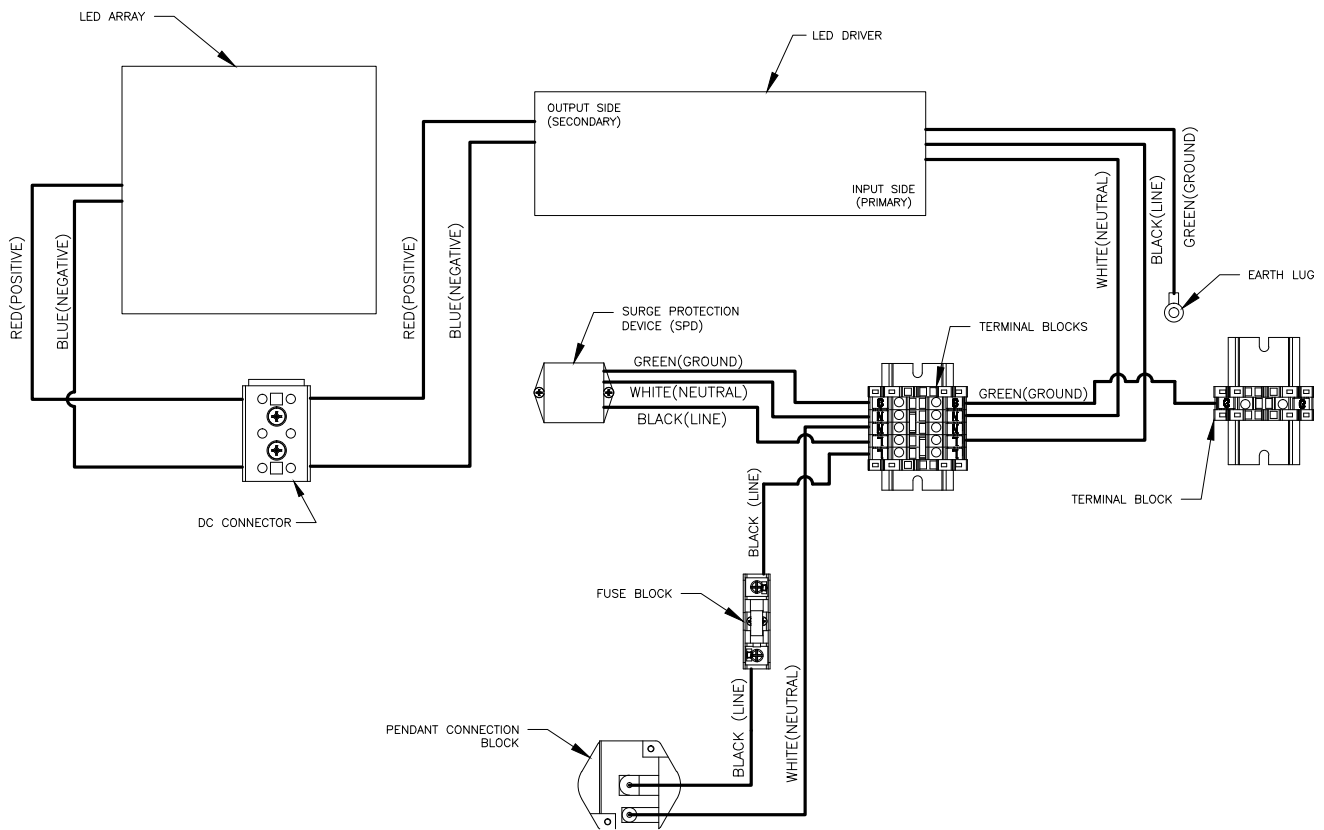 LED ARRAY
LED DRIVER
OUTPUT SIDE
(SECONDARY)
INPUT SIDE
(PRIMARY)
RED(POSITIVE)
BLUE(NEGATIVE)
RED(POSITIVE)
BLUE(NEGATIVE)
WHITE(NEUTRAL)
BLACK(LINE)
GREEN(GROUND)
EARTH LUG
SURGE PROTECTION
DEVICE (SPD)
TERMINAL BLOCKS
GREEN(GROUND)
WHITE(NEUTRAL)
BLACK(LINE)
GREEN(GROUND)
TERMINAL BLOCK
DC CONNECTOR
BLACK (LINE)
FUSE BLOCK
BLACK (LINE)
WHITE(NEUTRAL)
PENDANT CONNECTION
BLOCK